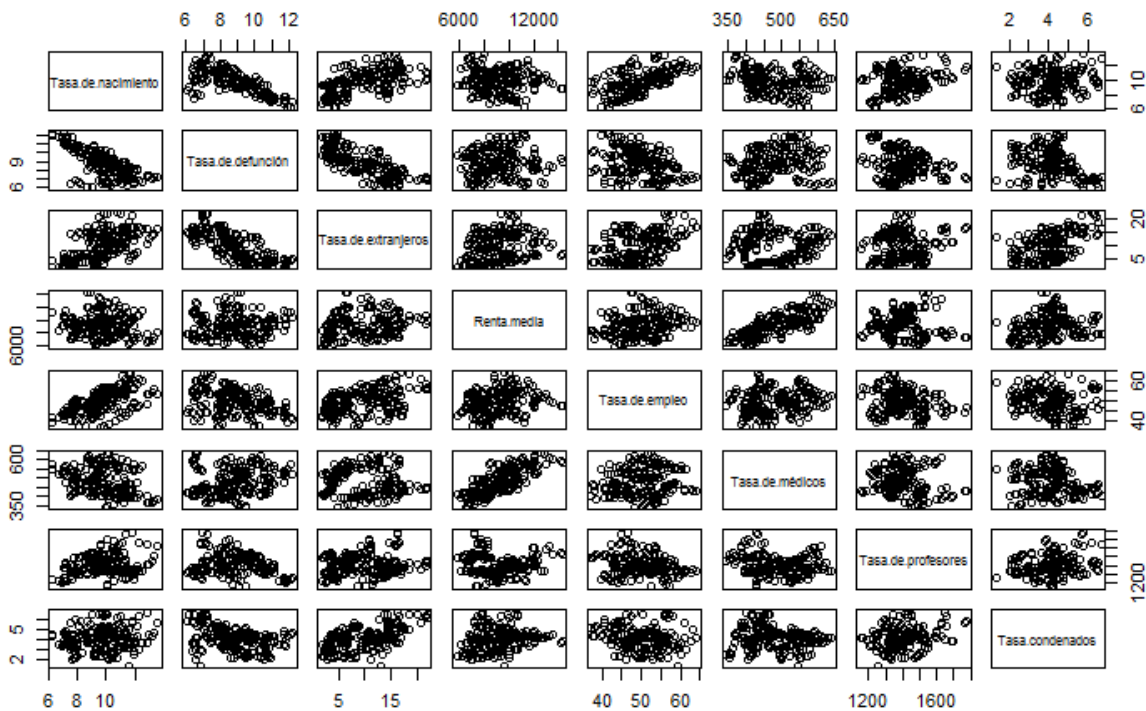 6 8 10 12 6000 12000 350 500 650 2 4 6
Tasa.de.nacimiento 6 10
6 9 Tasa.de.defunción
Tasa.de.extranjeros 5 20
6000 Renta.media
Tasa.de.empleo 40 60
350 600 Tasa.de.médicos
Tasa.de.profesores 1200
2 5 Tasa.condenados
6 8 10 5 15 40 50 60 1200 1600